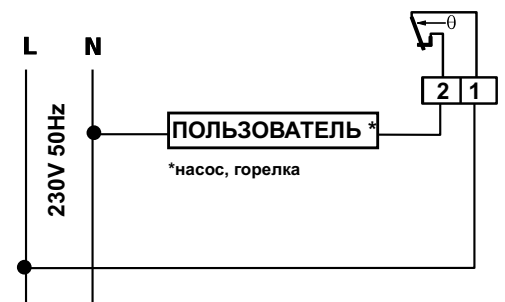 L N
θ
2 1
230V 50Hz
ПОЛЬЗОВАТЕЛЬ *
*насос, горелка